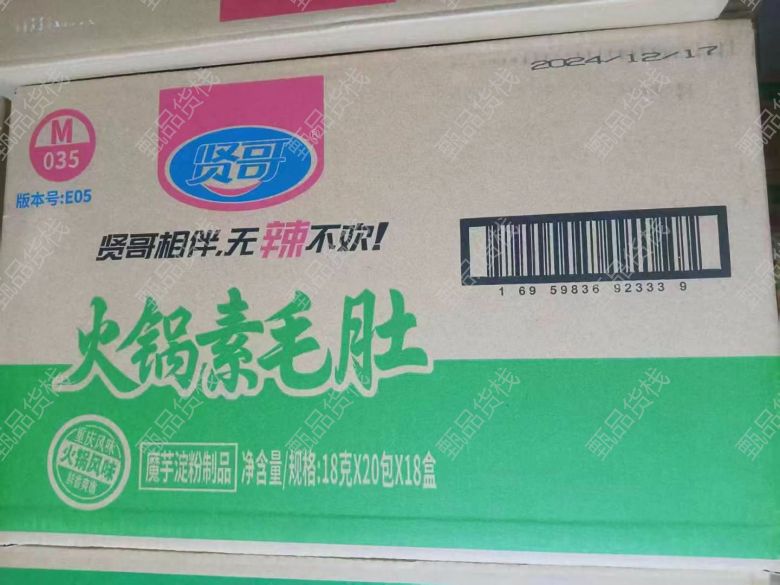 2024/12/17
M
035
版本号:E05
贤哥®
贤哥相伴,无辣不欢!
1 69 59836 92333 9
火锅素毛肚
重庆风味
火锅风味
魔芋淀粉制品
净含量/规格:18克X20包X18盒
甄品货栈